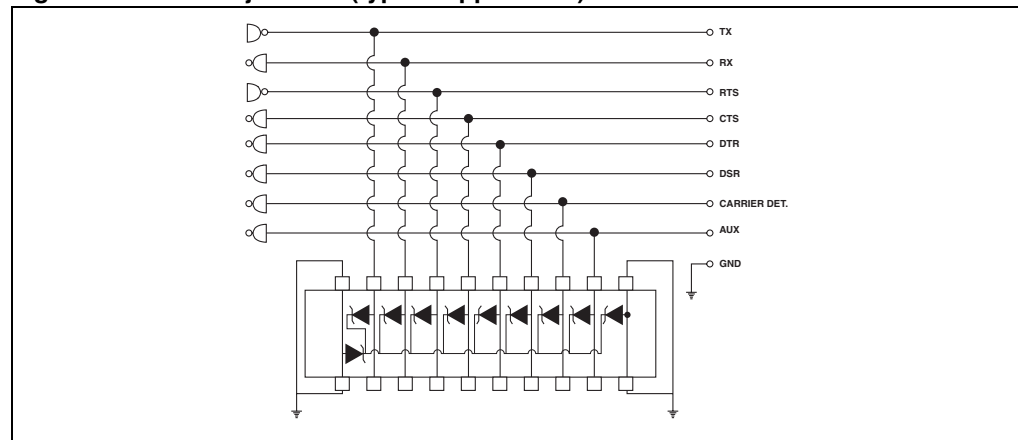 TX
RX
RTS
CTS
DTR
DSR
CARRIER DET.
AUX
GND